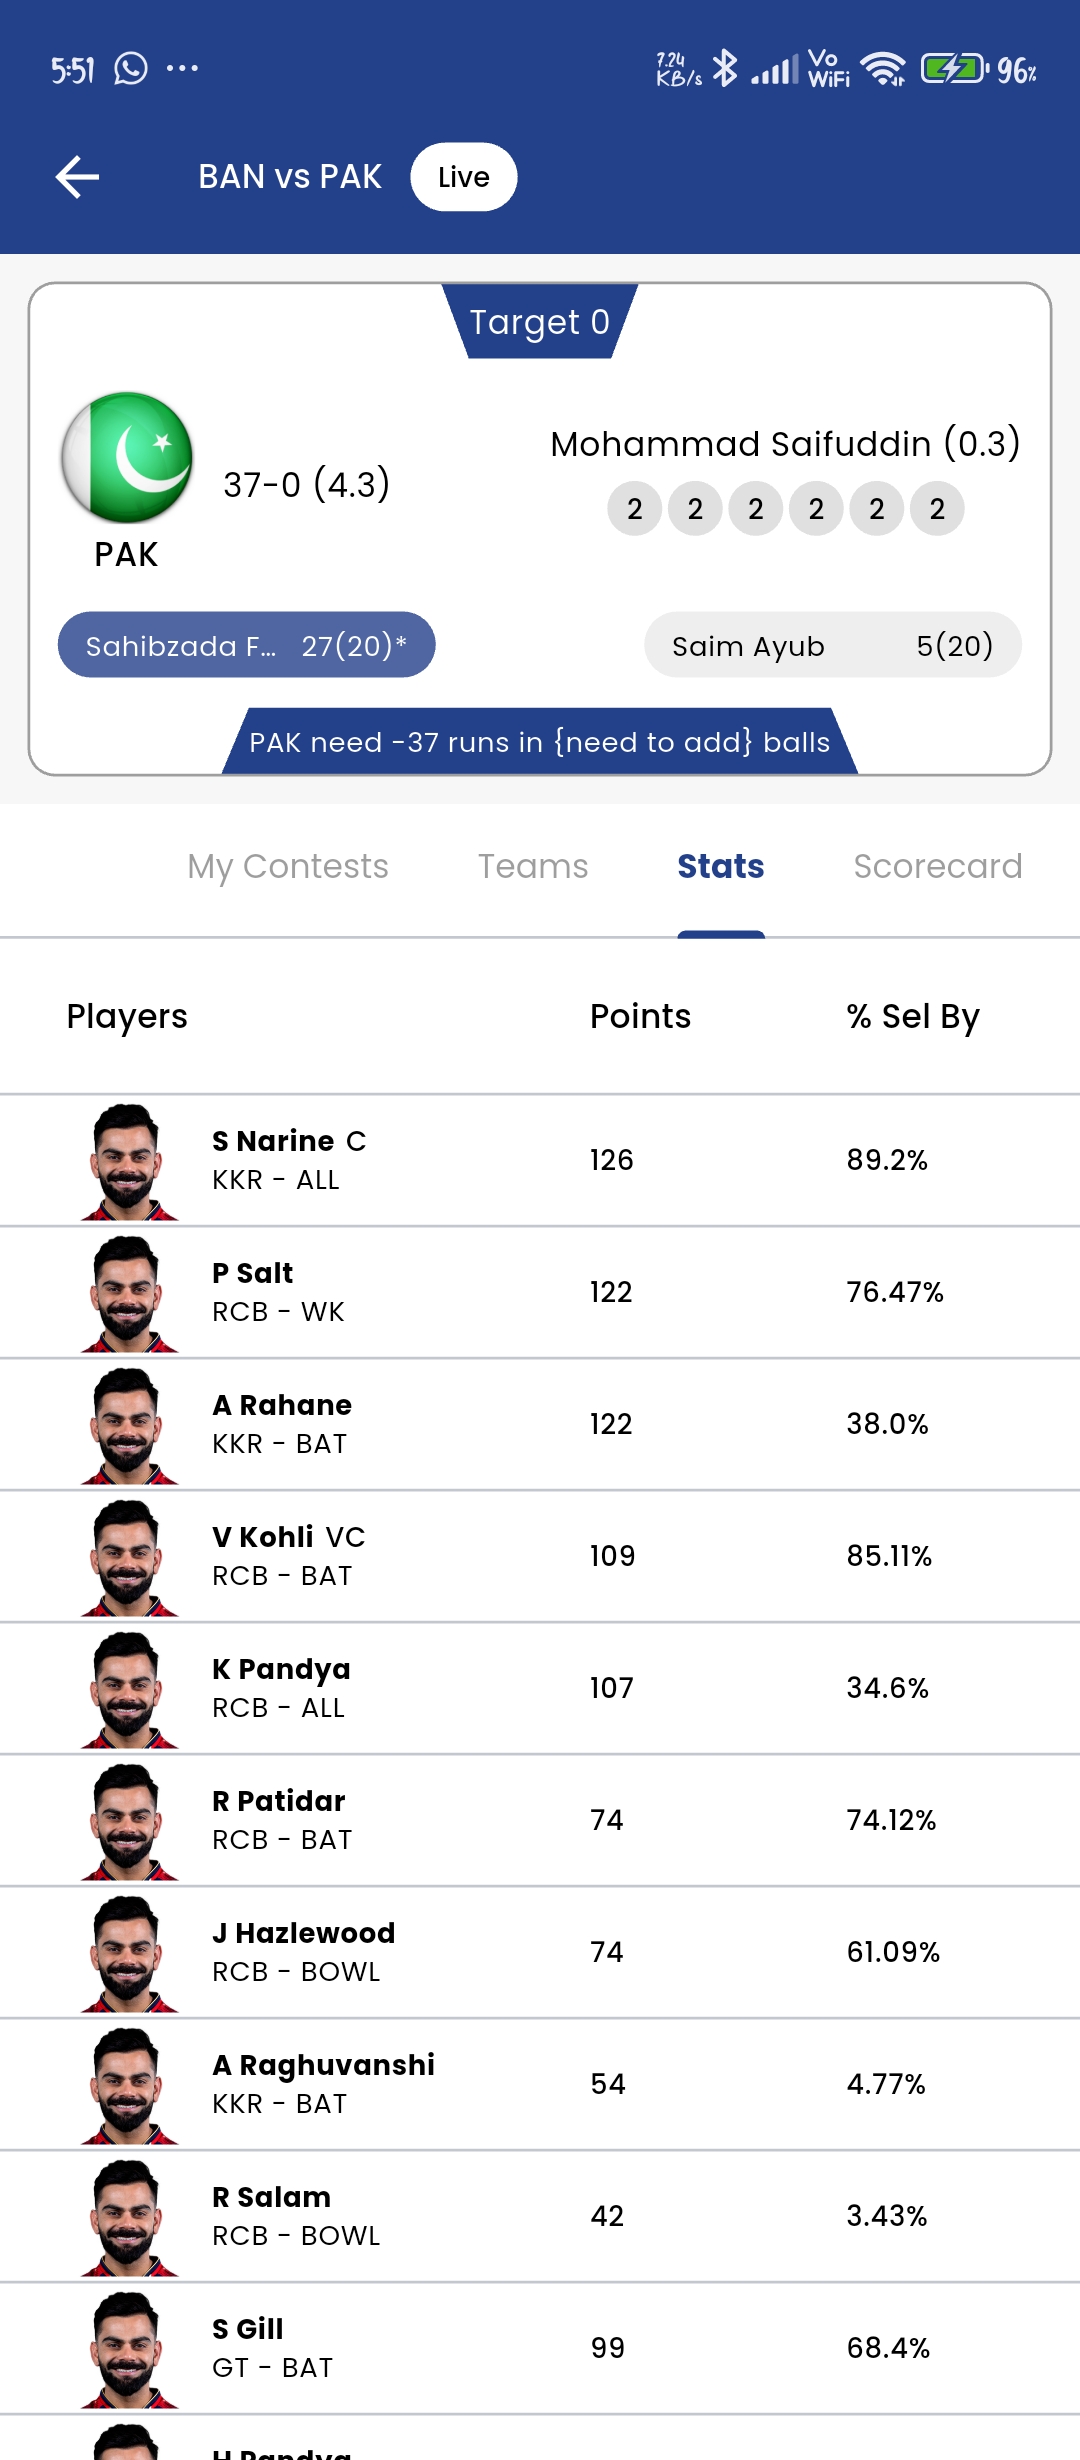 5:51 ... 7.24 KB/s Vo WiFi 96%
BAN vs PAK Live
Target 0
Mohammad Saifuddin (0.3)
37-0 (4.3)
2 2 2 2 2 2
PAK
Sahibzada F... 27(20)* Saim Ayub 5(20)
PAK need -37 runs in {need to add} balls
My Contests Teams Stats Scorecard
Players Points % Sel By
S Narine C
KKR - ALL
126 89.2%
P Salt
RCB - WK
122 76.47%
A Rahane
KKR - BAT
122 38.0%
V Kohli VC
RCB - BAT
109 85.11%
K Pandya
RCB - ALL
107 34.6%
R Patidar
RCB - BAT
74 74.12%
J Hazlewood
RCB - BOWL
74 61.09%
A Raghuvanshi
KKR - BAT
54 4.77%
R Salam
RCB - BOWL
42 3.43%
S Gill
GT - BAT
99 68.4%
H Pandya